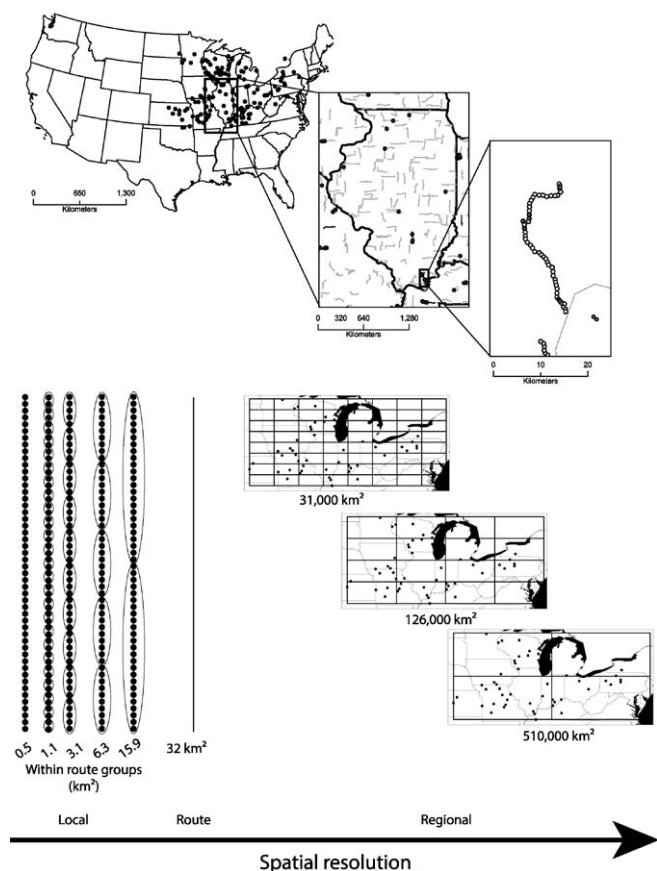 0 650 1,300
Kilometers
0 320 640 1,280
Kilometers
0 10 20
Kilometers
31,000 km²
126,000 km²
510,000 km²
0.5 1.1 3.1 6.3 15.9 32 km²
Within route groups
(km²)
Local Route Regional
Spatial resolution